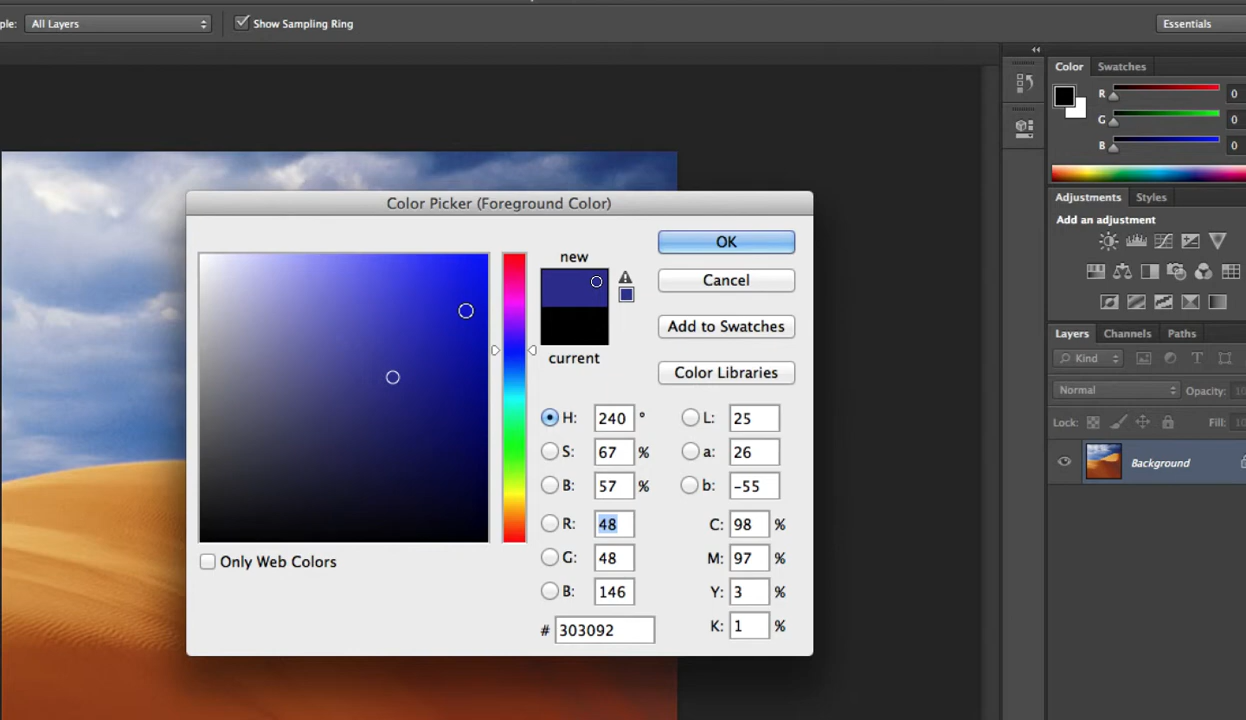 ple: All Layers Show Sampling Ring Essentials
Color Swatches
R 0
G 0
B 0
Adjustments Styles
Add an adjustment
Layers Channels Paths
Kind
Normal Opacity: 10
Lock: Fill: 10
Background
Color Picker (Foreground Color)
new
current
OK
Cancel
Add to Swatches
Color Libraries
H: 240 ° L: 25
S: 67 % a: 26
B: 57 % b: -55
R: 48 C: 98 %
G: 48 M: 97 %
B: 146 Y: 3 %
# 303092 K: 1 %
Only Web Colors